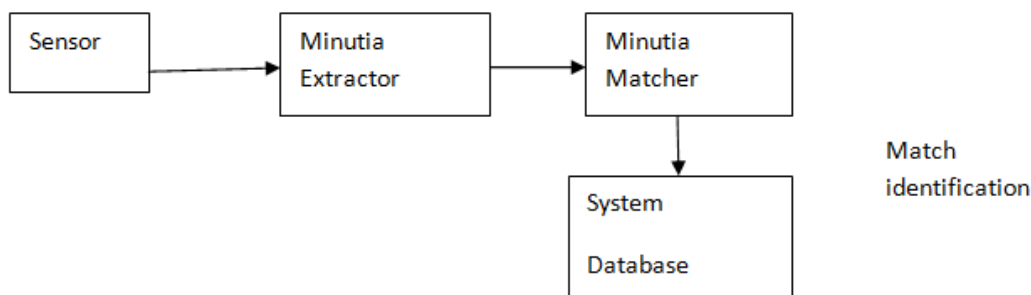 Sensor
Minutia
Extractor
Minutia
Matcher
Match
identification
System
Database